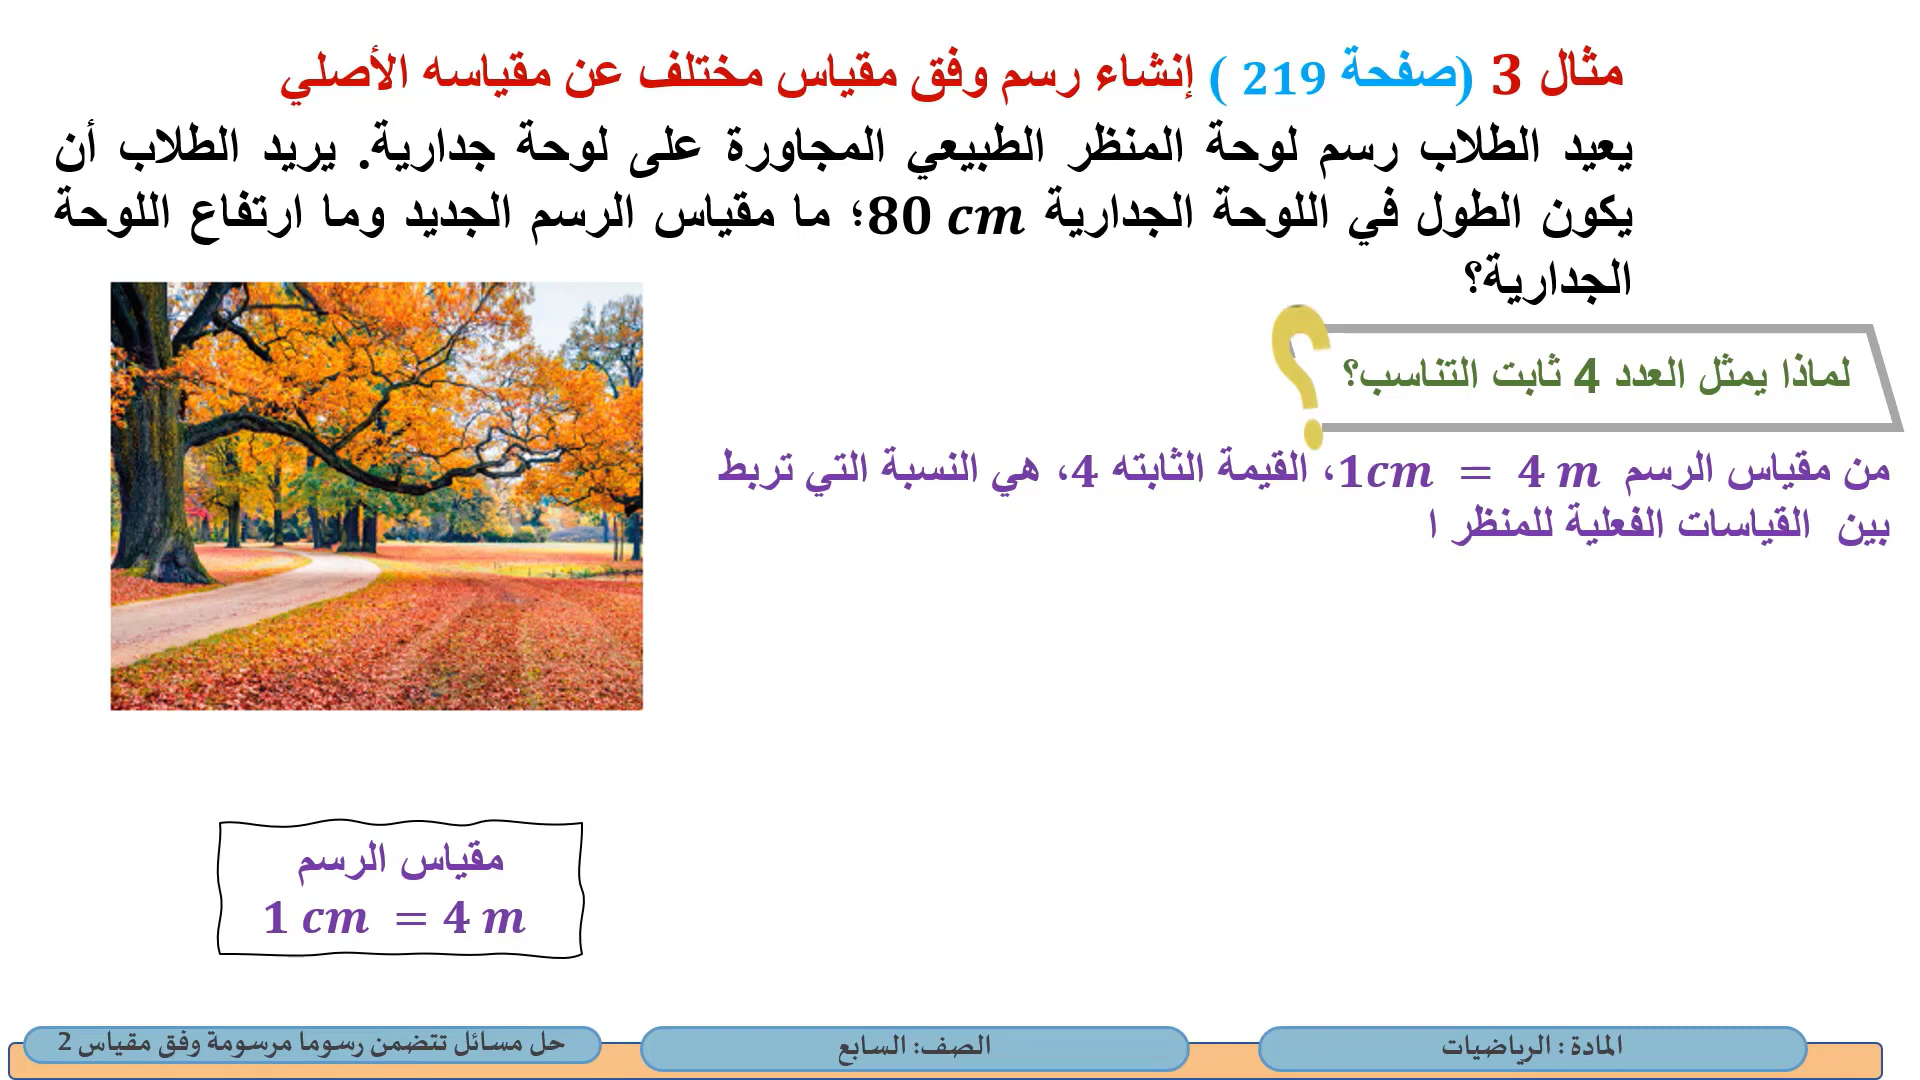 مثال 3 (صفحة 219 ) إنشاء رسم وفق مقياس مختلف عن مقياسه الأصلي
يعيد الطلاب رسم لوحة المنظر الطبيعي المجاورة على لوحة جدارية. يريد الطلاب أن
يكون الطول في اللوحة الجدارية 80 cm؛ ما مقياس الرسم الجديد وما ارتفاع اللوحة
الجدارية؟
لماذا يمثل العدد 4 ثابت التناسب؟
؟
من مقياس الرسم 1cm = 4 m، القيمة الثابته 4، هي النسبة التي تربط
بين القياسات الفعلية للمنظر ا
مقياس الرسم
1 cm = 4 m
المادة : الرياضيات
الصف: السابع
حل مسائل تتضمن رسوما مرسومة وفق مقياس 2